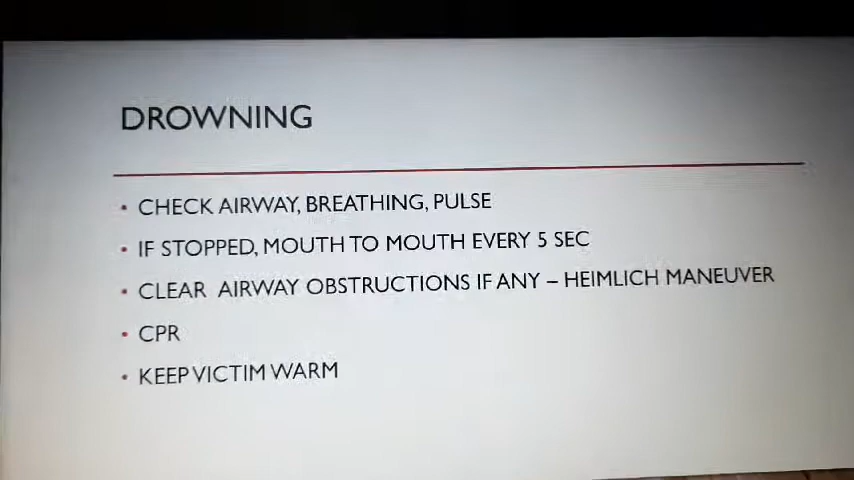 DROWNING
• CHECK AIRWAY, BREATHING, PULSE
• IF STOPPED, MOUTH TO MOUTH EVERY 5 SEC
• CLEAR AIRWAY OBSTRUCTIONS IF ANY – HEIMLICH MANEUVER
• CPR
• KEEP VICTIM WARM